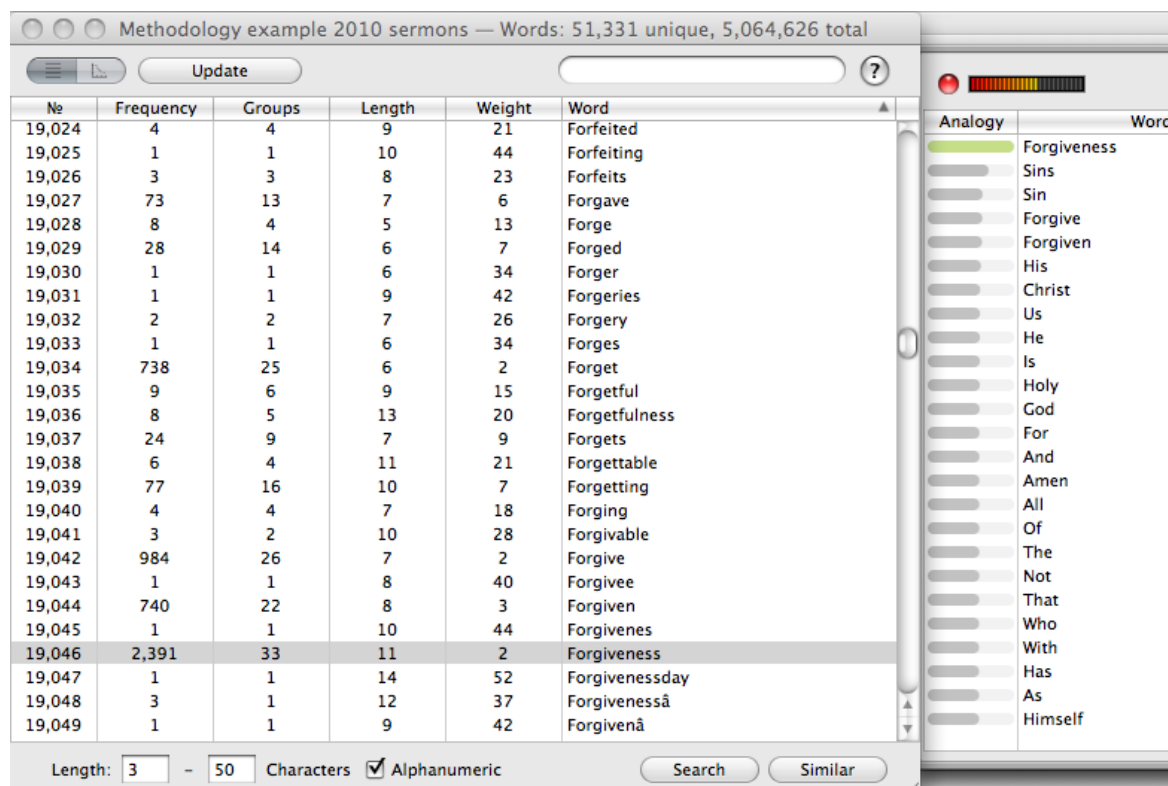 Methodology example 2010 sermons — Words: 51,331 unique, 5,064,626 total
Update
?
№ Frequency Groups Length Weight Word
19,024 4 4 9 21 Forfeited
19,025 1 1 10 44 Forfeiting
19,026 3 3 8 23 Forfeits
19,027 73 13 7 6 Forgave
19,028 8 4 5 13 Forge
19,029 28 14 6 7 Forged
19,030 1 1 6 34 Forger
19,031 1 1 9 42 Forgeries
19,032 2 2 7 26 Forgery
19,033 1 1 6 34 Forges
19,034 738 25 6 2 Forget
19,035 9 6 9 15 Forgetful
19,036 8 5 13 20 Forgetfulness
19,037 24 9 7 9 Forgets
19,038 6 4 11 21 Forgettable
19,039 77 16 10 7 Forgetting
19,040 4 4 7 18 Forging
19,041 3 2 10 28 Forgivable
19,042 984 26 7 2 Forgive
19,043 1 1 8 40 Forgivee
19,044 740 22 8 3 Forgiven
19,045 1 1 10 44 Forgivenes
19,046 2,391 33 11 2 Forgiveness
19,047 1 1 14 52 Forgivenessday
19,048 3 1 12 37 Forgivenessâ
19,049 1 1 9 42 Forgivenâ
Length: 3 – 50 Characters Alphanumeric Search Similar
Analogy Word
Forgiveness
Sins
Sin
Forgive
Forgiven
His
Christ
Us
He
Is
Holy
God
For
And
Amen
All
Of
The
Not
That
Who
With
Has
As
Himself